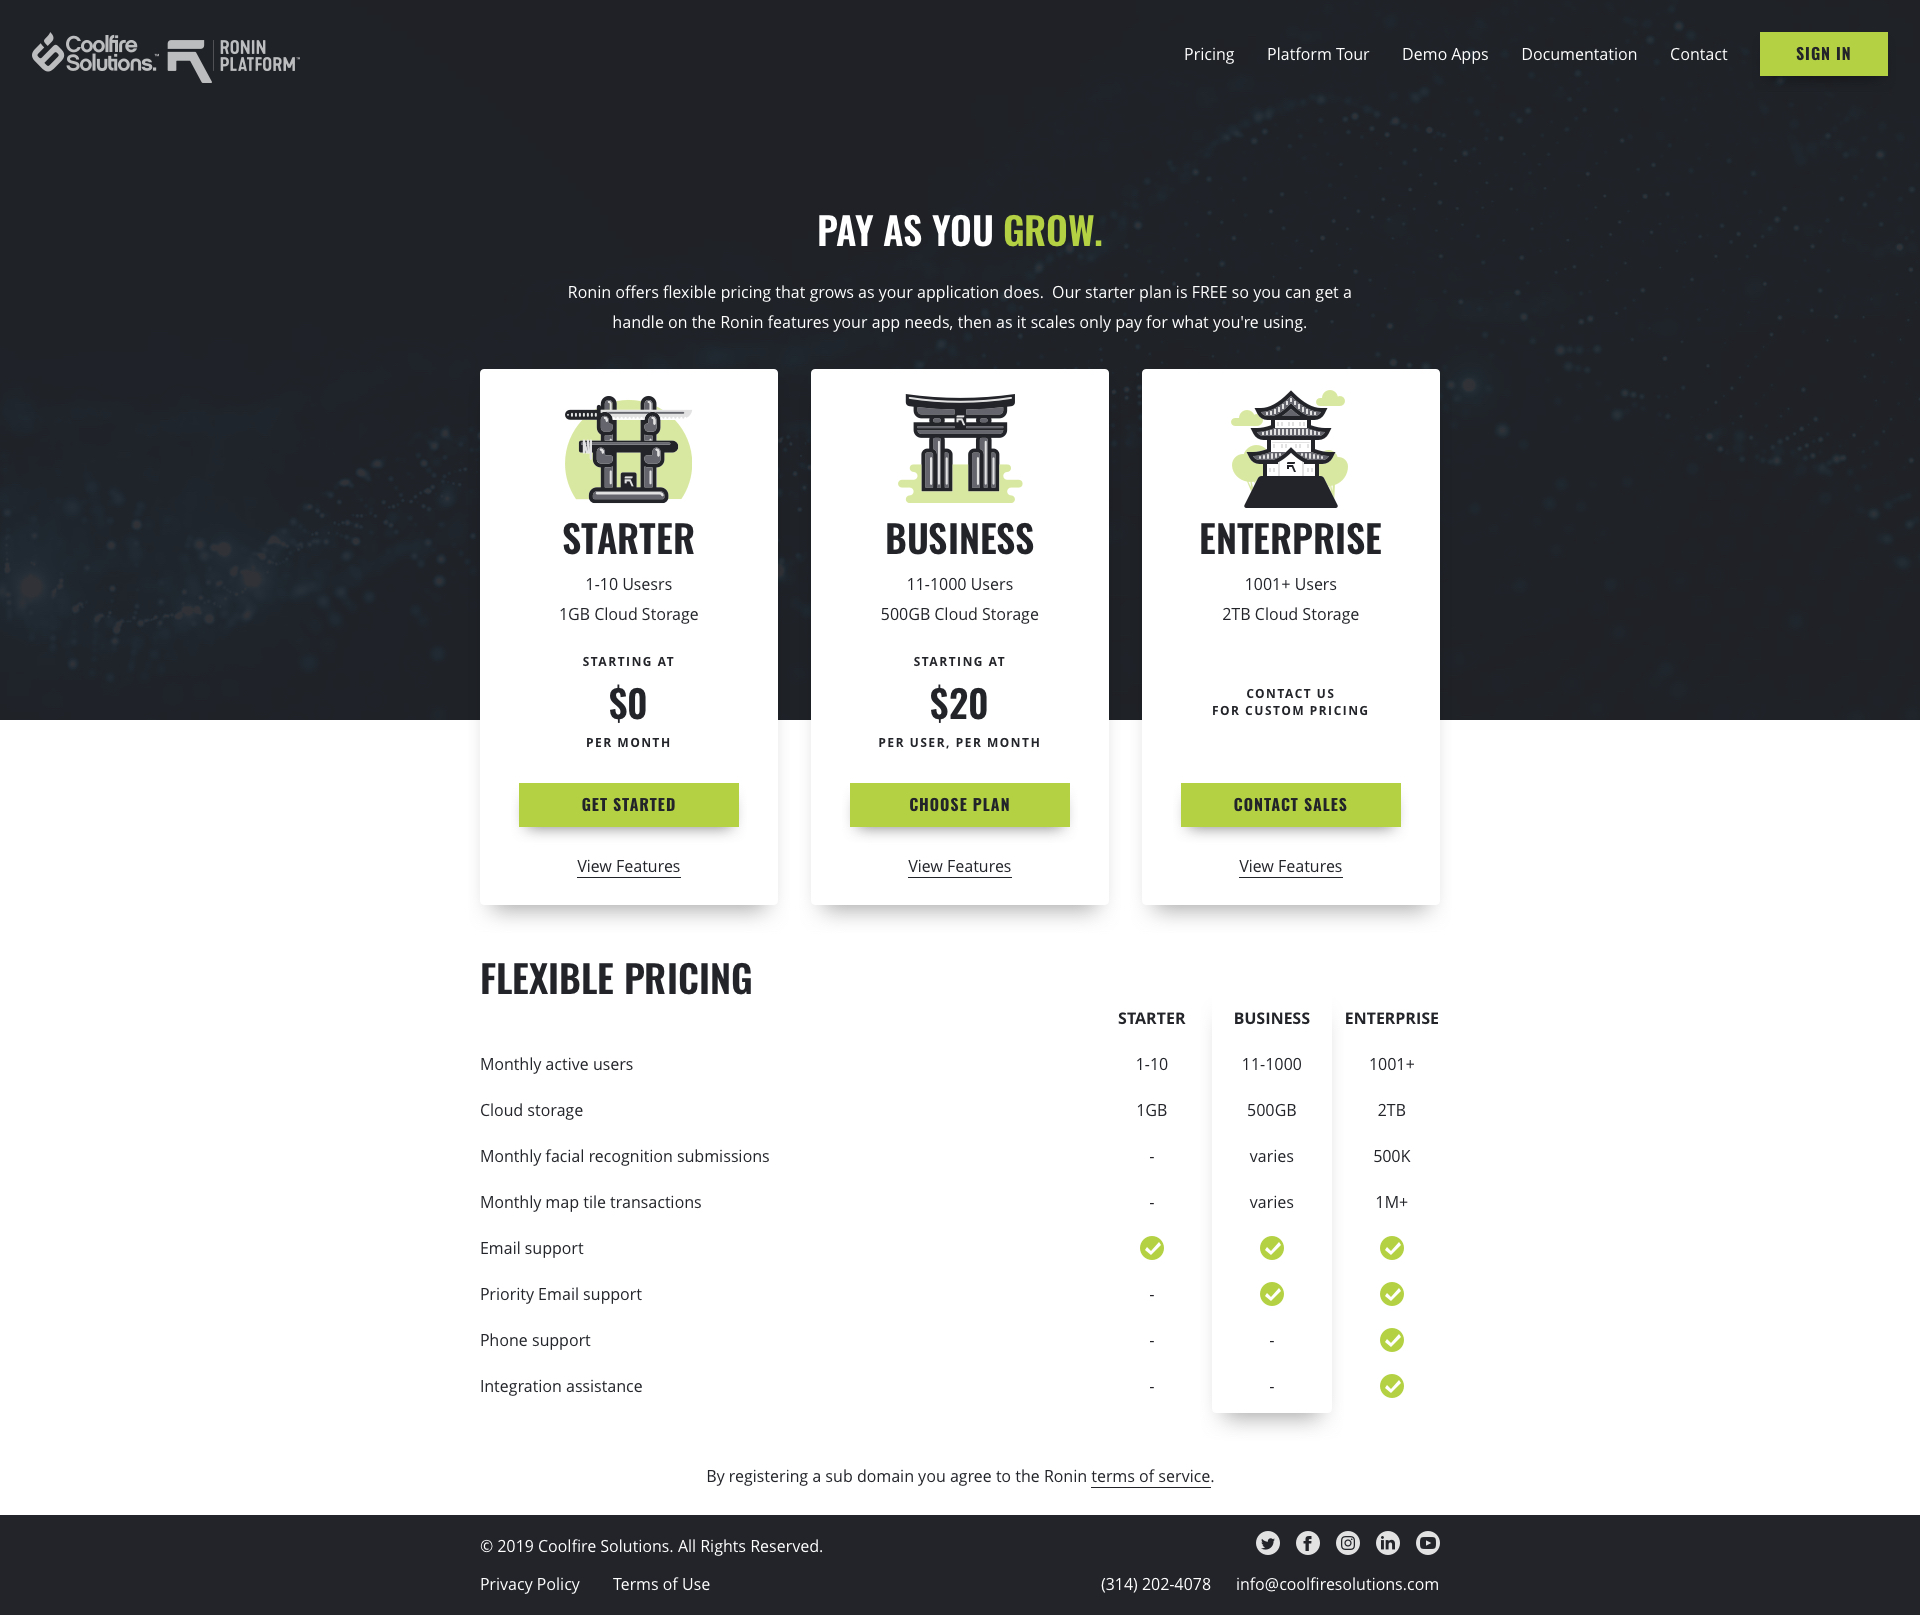 Coolfire
Solutions.™
RONIN
PLATFORM™
Pricing
Platform Tour
Demo Apps
Documentation
Contact
SIGN IN
PAY AS YOU GROW.
Ronin offers flexible pricing that grows as your application does.  Our starter plan is FREE so you can get a
handle on the Ronin features your app needs, then as it scales only pay for what you're using.
STARTER
1-10 Usesrs
1GB Cloud Storage
STARTING AT
$0
PER MONTH
GET STARTED
View Features
BUSINESS
11-1000 Users
500GB Cloud Storage
STARTING AT
$20
PER USER, PER MONTH
CHOOSE PLAN
View Features
ENTERPRISE
1001+ Users
2TB Cloud Storage
CONTACT US
FOR CUSTOM PRICING
CONTACT SALES
View Features
FLEXIBLE PRICING
STARTER BUSINESS ENTERPRISE
Monthly active users 1-10 11-1000 1001+
Cloud storage 1GB 500GB 2TB
Monthly facial recognition submissions - varies 500K
Monthly map tile transactions - varies 1M+
Email support
Priority Email support -
Phone support - -
Integration assistance - -
By registering a sub domain you agree to the Ronin terms of service.
© 2019 Coolfire Solutions. All Rights Reserved.
Privacy Policy Terms of Use
(314) 202-4078 info@coolfiresolutions.com